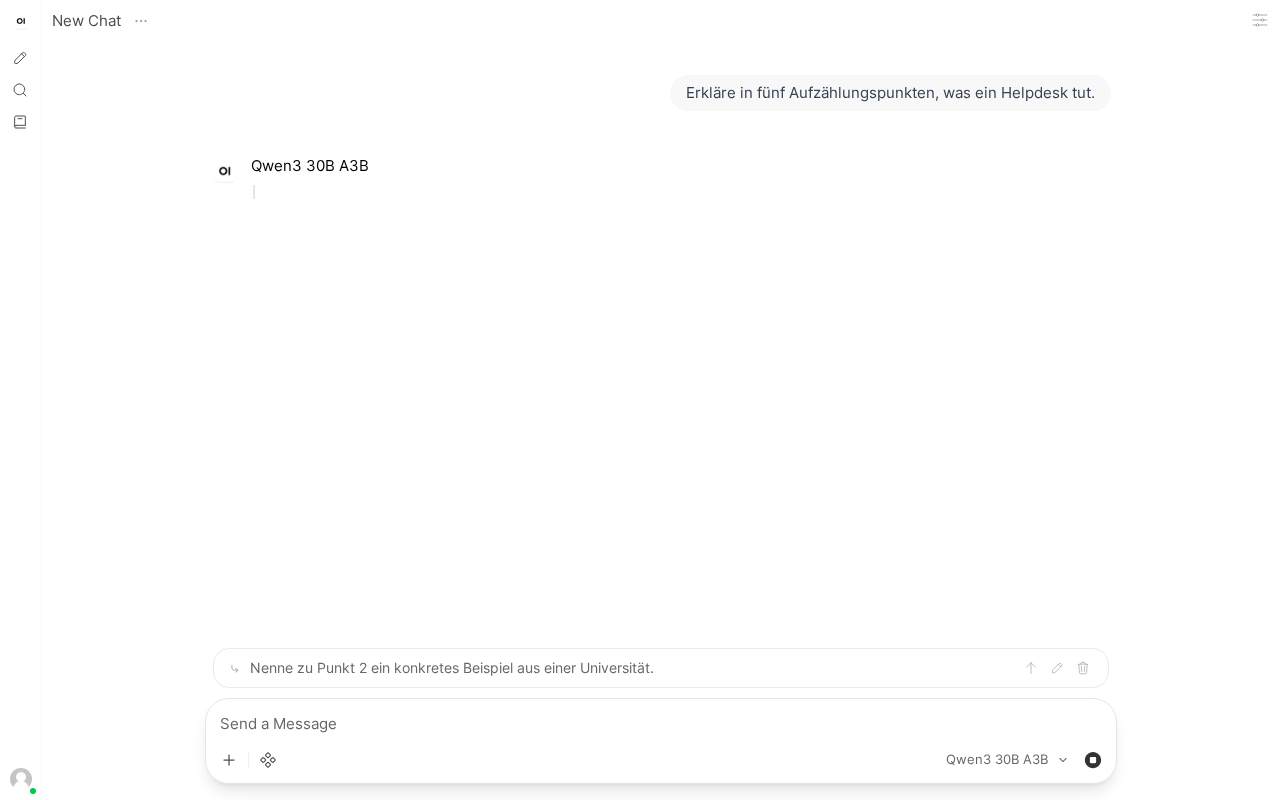 OI
New Chat
Erkläre in fünf Aufzählungspunkten, was ein Helpdesk tut.
OI
Qwen3 30B A3B
Nenne zu Punkt 2 ein konkretes Beispiel aus einer Universität.
Send a Message
Qwen3 30B A3B